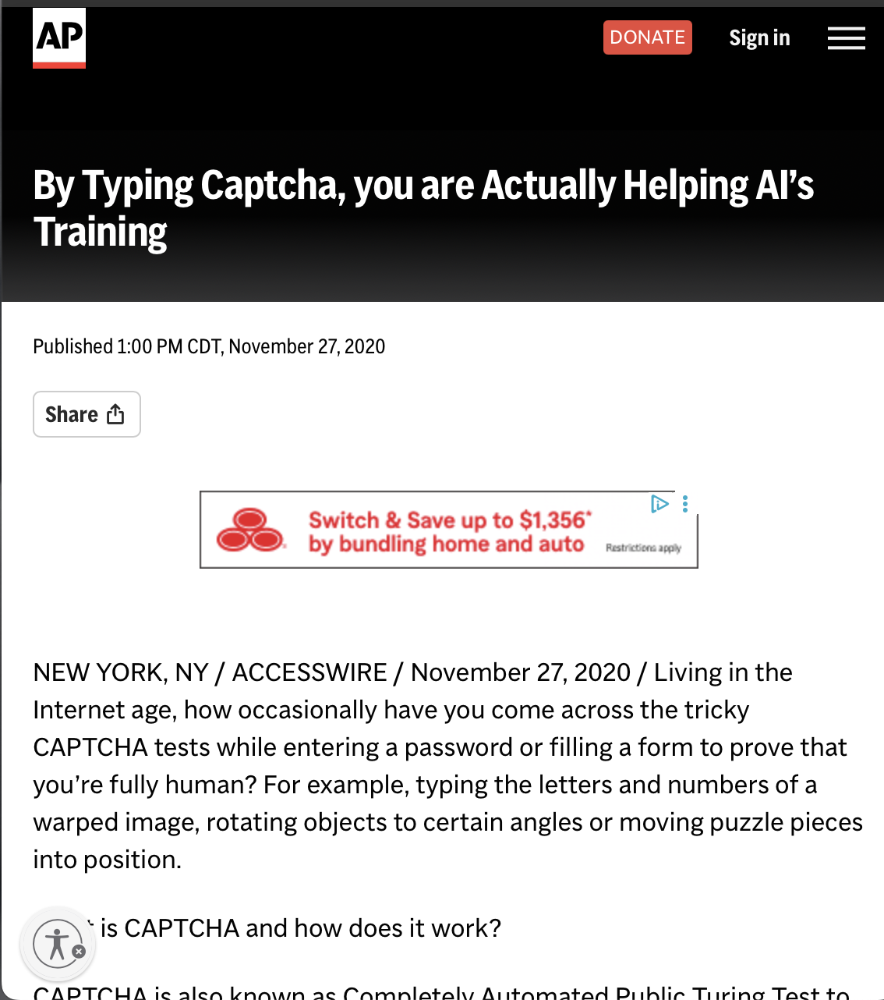 AP
DONATE
Sign in
By Typing Captcha, you are Actually Helping AI’s
Training
Published 1:00 PM CDT, November 27, 2020
Share
Switch & Save up to $1,356*
by bundling home and auto
Restrictions apply
NEW YORK, NY / ACCESSWIRE / November 27, 2020 / Living in the
Internet age, how occasionally have you come across the tricky
CAPTCHA tests while entering a password or filling a form to prove that
you’re fully human? For example, typing the letters and numbers of a
warped image, rotating objects to certain angles or moving puzzle pieces
into position.
is CAPTCHA and how does it work?
CAPTCHA is also known as Completely Automated Public Turing Test to